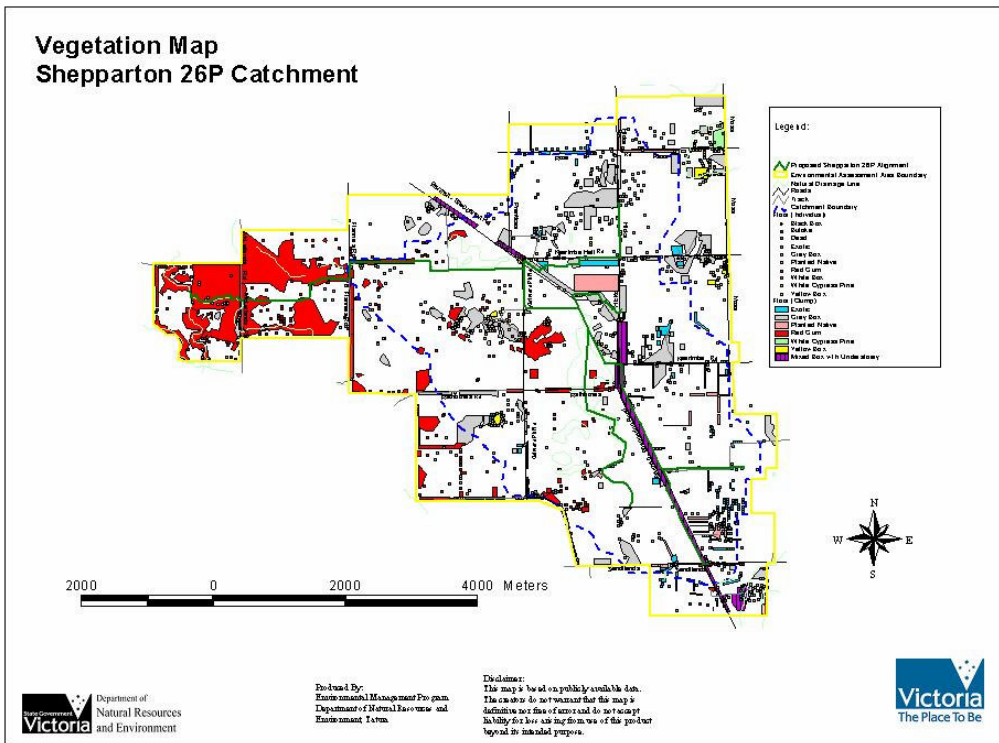 Vegetation Map
Shepparton 26P Catchment
Legend:
Proposed Shepparton 26P Alignment
Environmental Assessment Area Boundary
Natural Drainage Line
Roads
Track
Catchment Boundary
Flora (Individual)
Black Box
Buloke
Dead
Exotic
Grey Box
Planted Native
Red Gum
White Box
White Cypress Pine
Yellow Box
Flora (Clump)
Exotic
Grey Box
Planted Native
Red Gum
White Cypress Pine
Yellow Box
Mixed Box with Understorey
N
W
E
S
2000
0
2000
4000 Meters
State Government
Victoria
Department of
Natural Resources
and Environment
Produced By:
Environmental Management Program
Department of Natural Resources and
Environment, Tatura
Disclaimer:
This map is based on publicly available data.
The creators do not warrant that this map is
definitive nor free of error and do not accept
liability for loss arising from use of this product
beyond its intended purpose.
Victoria
The Place To Be